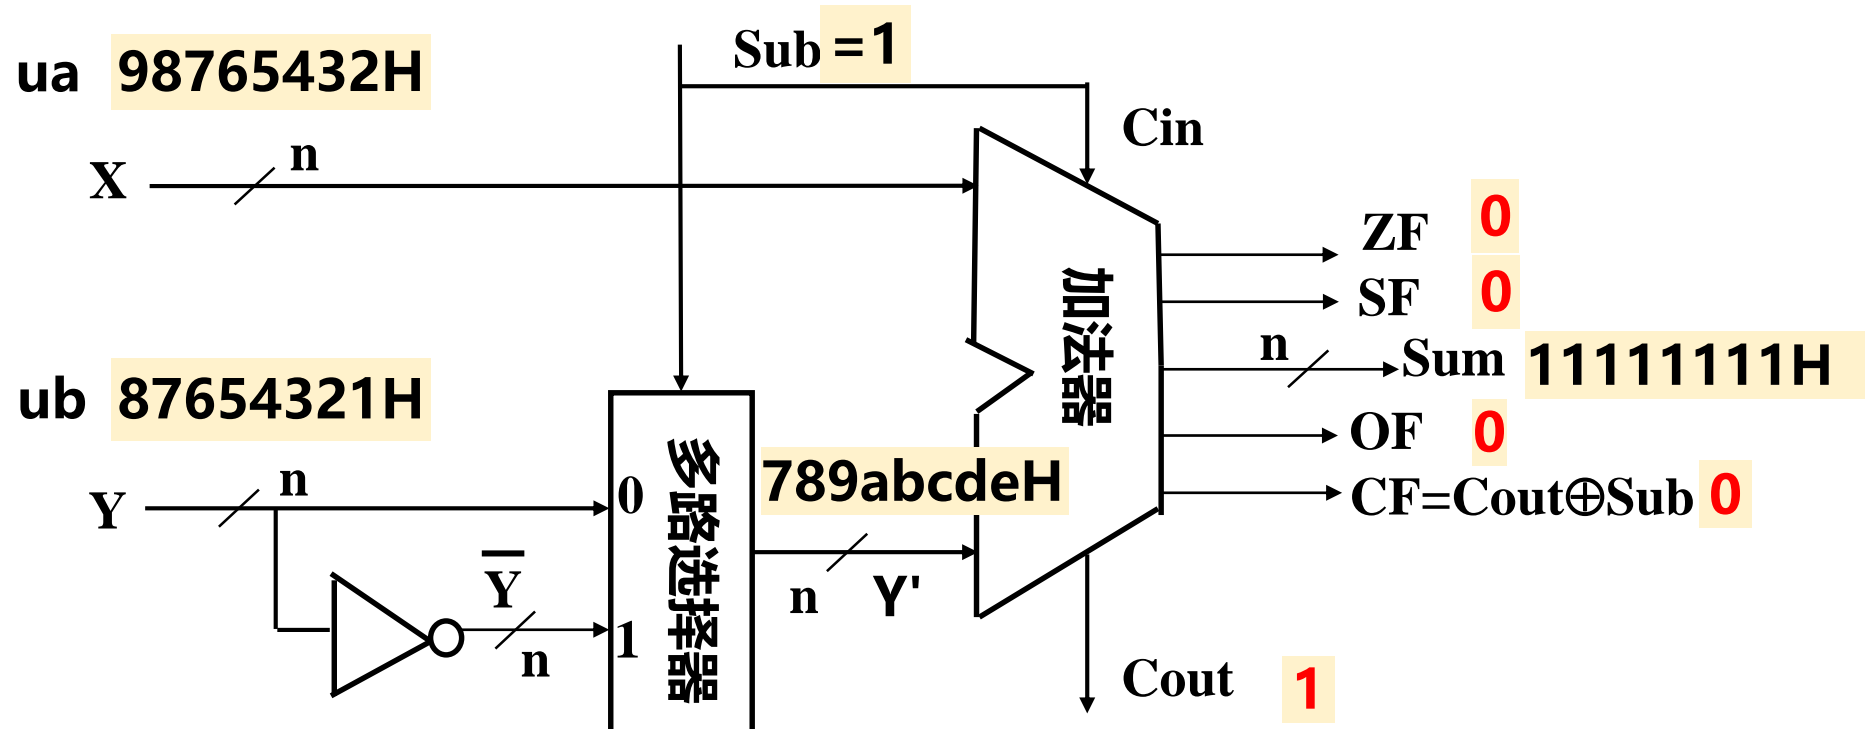 Sub =1
ua 98765432H
Cin
n
X
ZF 0
SF 0
n
Sum 11111111H
加法器
ub 87654321H
OF 0
多路选择器
789abcdeH
n
Y
0
CF=Cout⊕Sub 0
Y
n
Y'
1
n
Cout 1